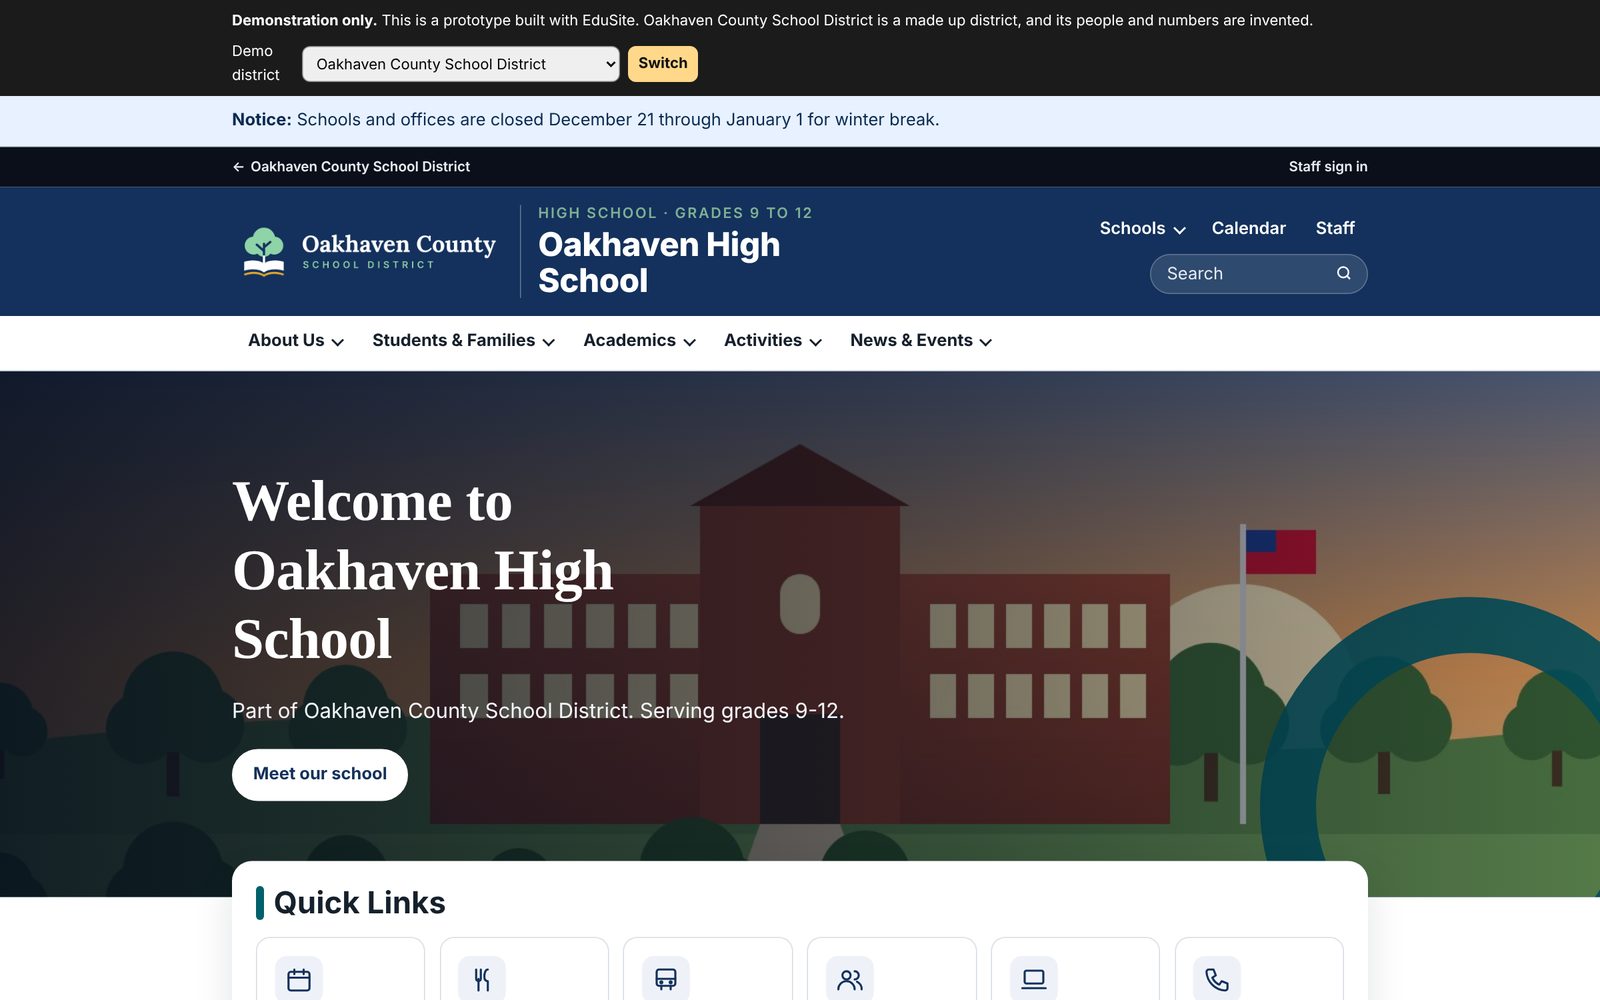 Demonstration only. This is a prototype built with EduSite. Oakhaven County School District is a made up district, and its people and numbers are invented.
Demo
district
Oakhaven County School District
Switch
Notice: Schools and offices are closed December 21 through January 1 for winter break.
← Oakhaven County School District
Staff sign in
Oakhaven County
SCHOOL DISTRICT
HIGH SCHOOL · GRADES 9 TO 12
Oakhaven High
School
Schools
Calendar
Staff
Search
About Us
Students & Families
Academics
Activities
News & Events
Welcome to
Oakhaven High
School
Part of Oakhaven County School District. Serving grades 9-12.
Meet our school
Quick Links